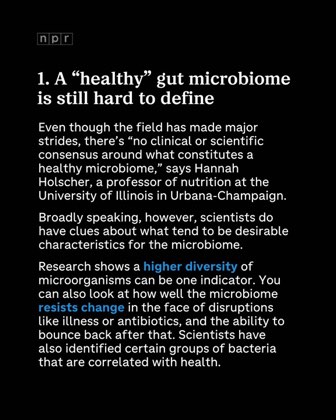 npr
1. A “healthy” gut microbiome
is still hard to define
Even though the field has made major
strides, there’s “no clinical or scientific
consensus around what constitutes a
healthy microbiome,” says Hannah
Holscher, a professor of nutrition at the
University of Illinois in Urbana-Champaign.
Broadly speaking, however, scientists do
have clues about what tend to be desirable
characteristics for the microbiome.
Research shows a higher diversity of
microorganisms can be one indicator. You
can also look at how well the microbiome
resists change in the face of disruptions
like illness or antibiotics, and the ability to
bounce back after that. Scientists have
also identified certain groups of bacteria
that are correlated with health.